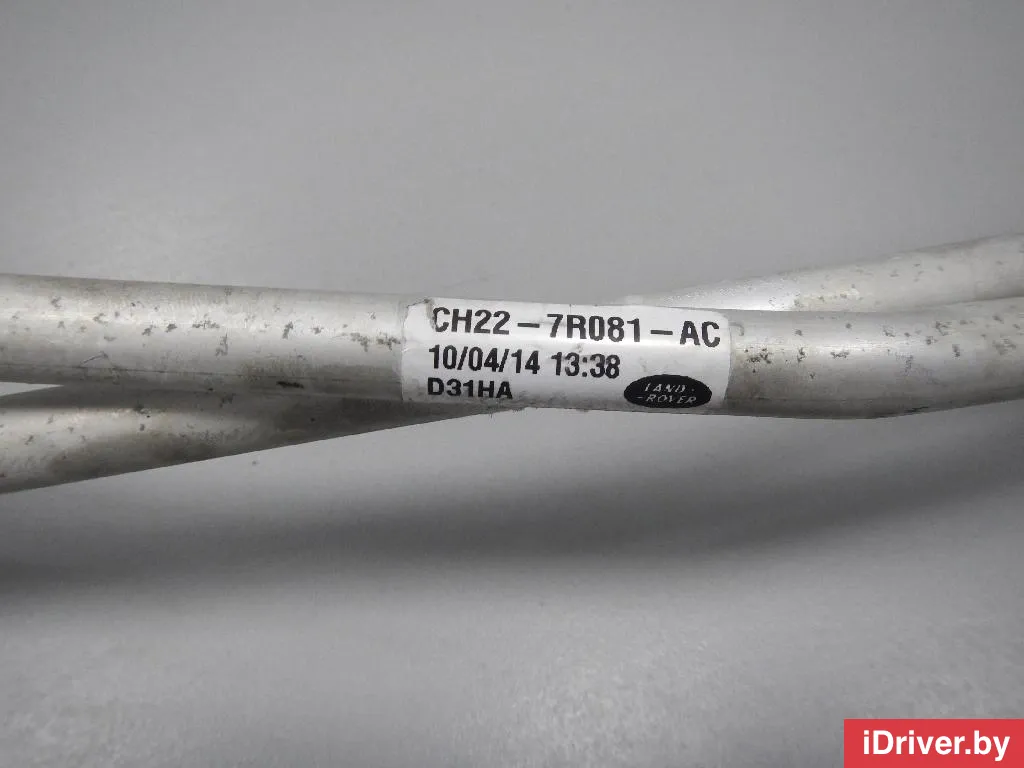 CH22-7R081-AC
10/04/14 13:38
D31HA
LAND-
-ROVER
iDriver.by